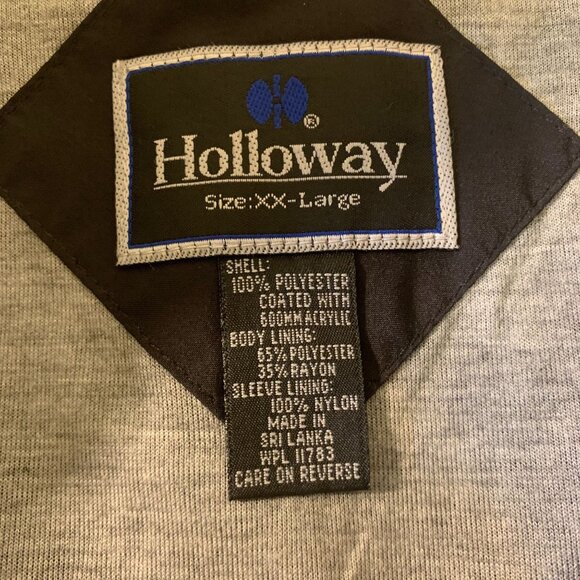 ®
Holloway
Size:XX-Large
SHELL:
100% POLYESTER
COATED WITH
600MM ACRYLIC
BODY LINING:
65% POLYESTER
35% RAYON
SLEEVE LINING:
100% NYLON
MADE IN
SRI LANKA
WPL 11783
CARE ON REVERSE